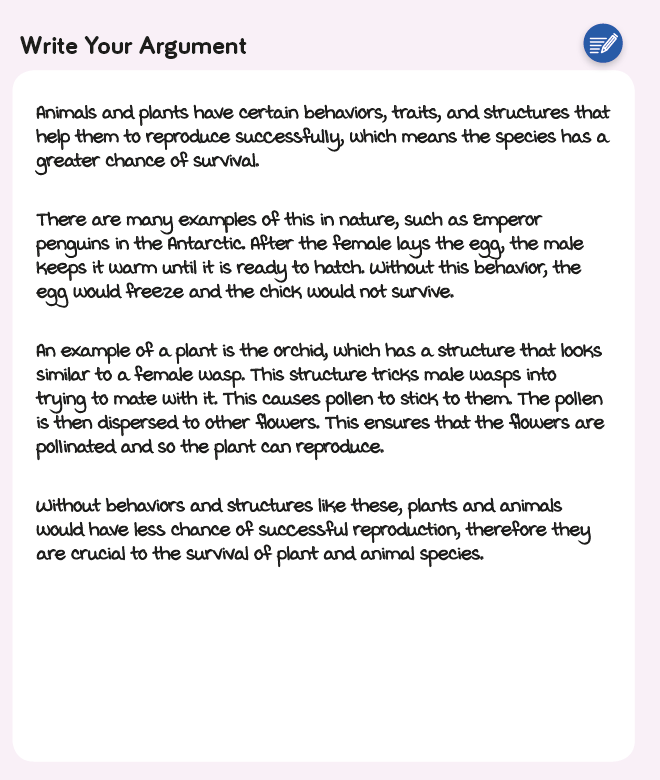 Write Your Argument
Animals and plants have certain behaviors, traits, and structures that
help them to reproduce successfully, which means the species has a
greater chance of survival.
There are many examples of this in nature, such as Emperor
penguins in the Antarctic. After the female lays the egg, the male
keeps it warm until it is ready to hatch. Without this behavior, the
egg would freeze and the chick would not survive.
An example of a plant is the orchid, which has a structure that looks
similar to a female wasp. This structure tricks male wasps into
trying to mate with it. This causes pollen to stick to them. The pollen
is then dispersed to other flowers. This ensures that the flowers are
pollinated and so the plant can reproduce.
Without behaviors and structures like these, plants and animals
would have less chance of successful reproduction, therefore they
are crucial to the survival of plant and animal species.